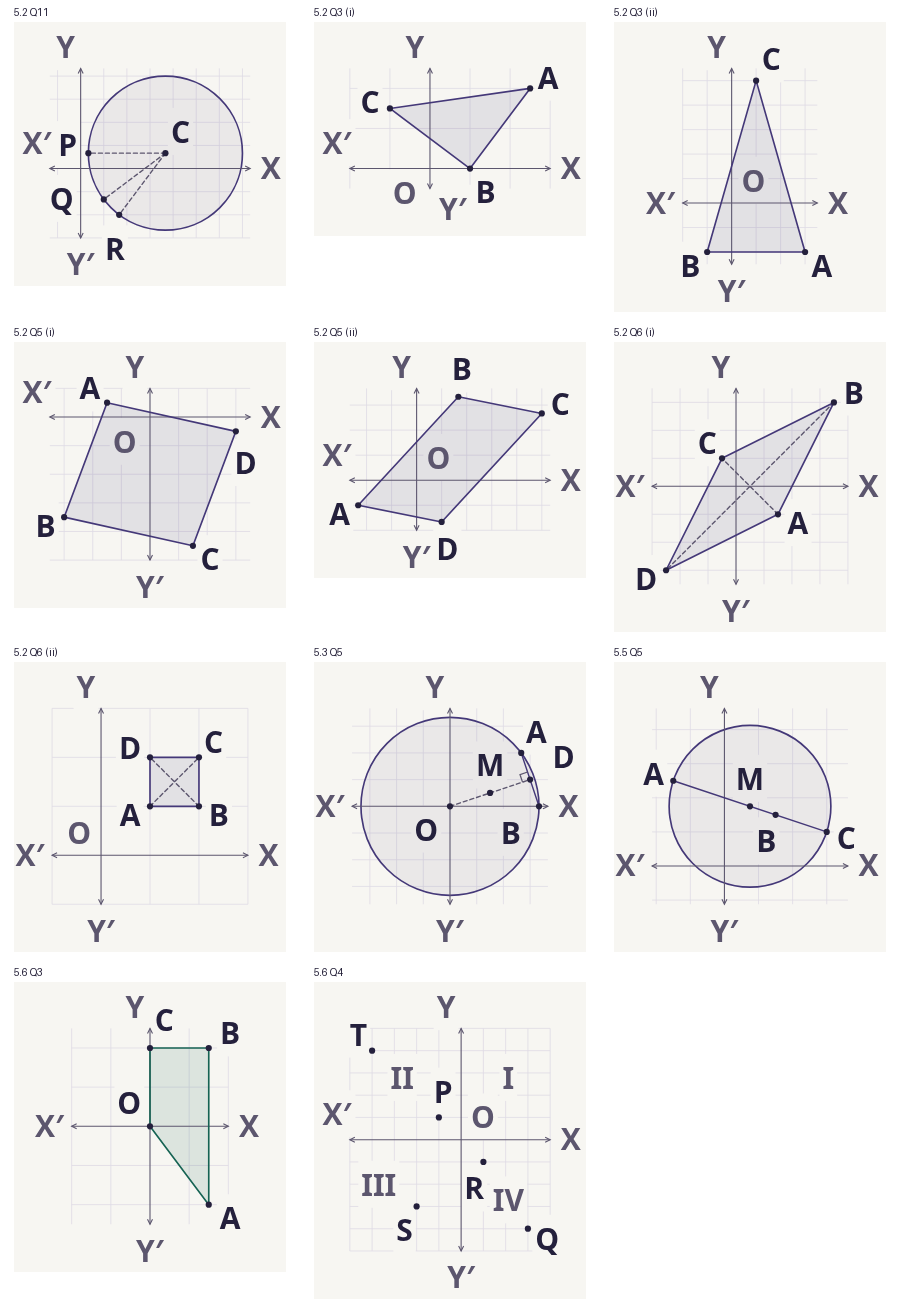 5.2 Q11
Y
C
X′ P
X
Q
R
Y′
5.2 Q3 (i)
Y
A
C
X′
X
O
B
Y′
5.2 Q3 (ii)
Y
C
O
X′
X
B
A
Y′
5.2 Q5 (i)
Y
X′
A
X
O
D
B
C
Y′
5.2 Q5 (ii)
Y
B
C
X′
O
X
A
Y′ D
5.2 Q6 (i)
Y
B
C
X′
X
A
D
Y′
5.2 Q6 (ii)
Y
D
C
A
B
O
X′
X
Y′
5.3 Q5
Y
A
D
M
X′
X
O
B
Y′
5.5 Q5
Y
A
M
B
C
X′
X
Y′
5.6 Q3
Y
C
B
O
X′
X
A
Y′
5.6 Q4
Y
T
II
I
P
X′
O
X
III
R
IV
S
Q
Y′